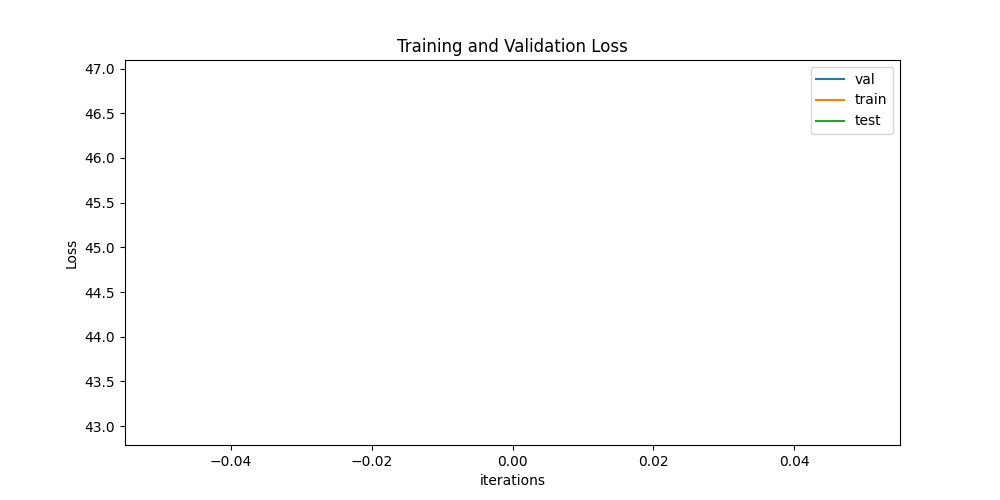 Training and Validation Loss
val
train
test
47.0
46.5
46.0
45.5
45.0
44.5
44.0
43.5
43.0
Loss
−0.04 −0.02 0.00 0.02 0.04
iterations